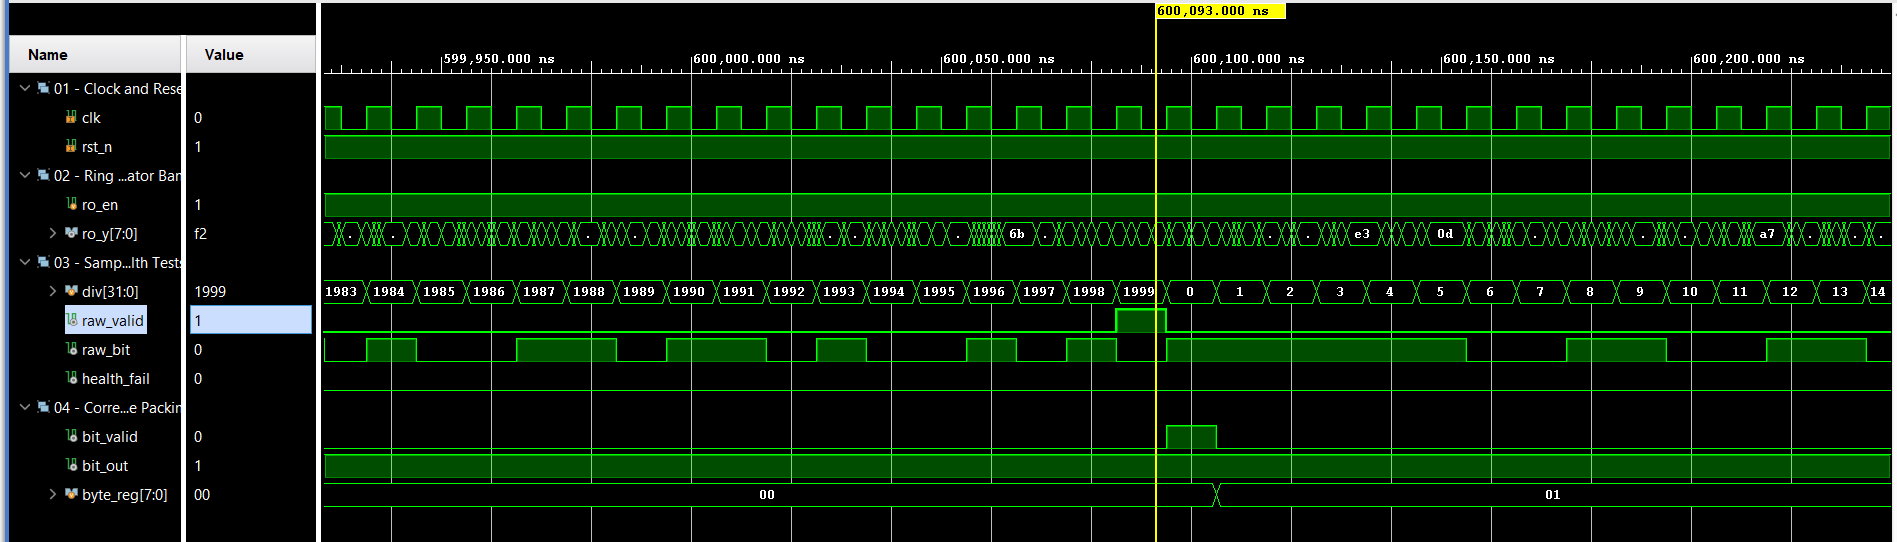 600,093.000 ns
Name Value
599,950.000 ns 600,000.000 ns 600,050.000 ns 600,100.000 ns 600,150.000 ns 600,200.000 ns
01 - Clock and Rese
clk 0
rst_n 1
02 - Ring ...ator Ban
ro_en 1
ro_y[7:0] f2 . . . . . . . 6b . . . e3 0d . . . a7 . . .
03 - Samp...lth Tests
div[31:0] 1999 1983 1984 1985 1986 1987 1988 1989 1990 1991 1992 1993 1994 1995 1996 1997 1998 1999 0 1 2 3 4 5 6 7 8 9 10 11 12 13 14
raw_valid 1
raw_bit 0
health_fail 0
04 - Corre...e Packin
bit_valid 0
bit_out 1
byte_reg[7:0] 00 00 01